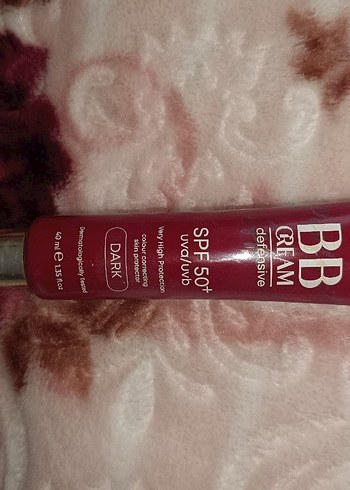 BB
CREAM
defensive
SPF 50+
uva/uvb
Very High Protection
colour correcting
skin protector
DARK
Dermatologically tested
40 ml e 1.35 fl.oz